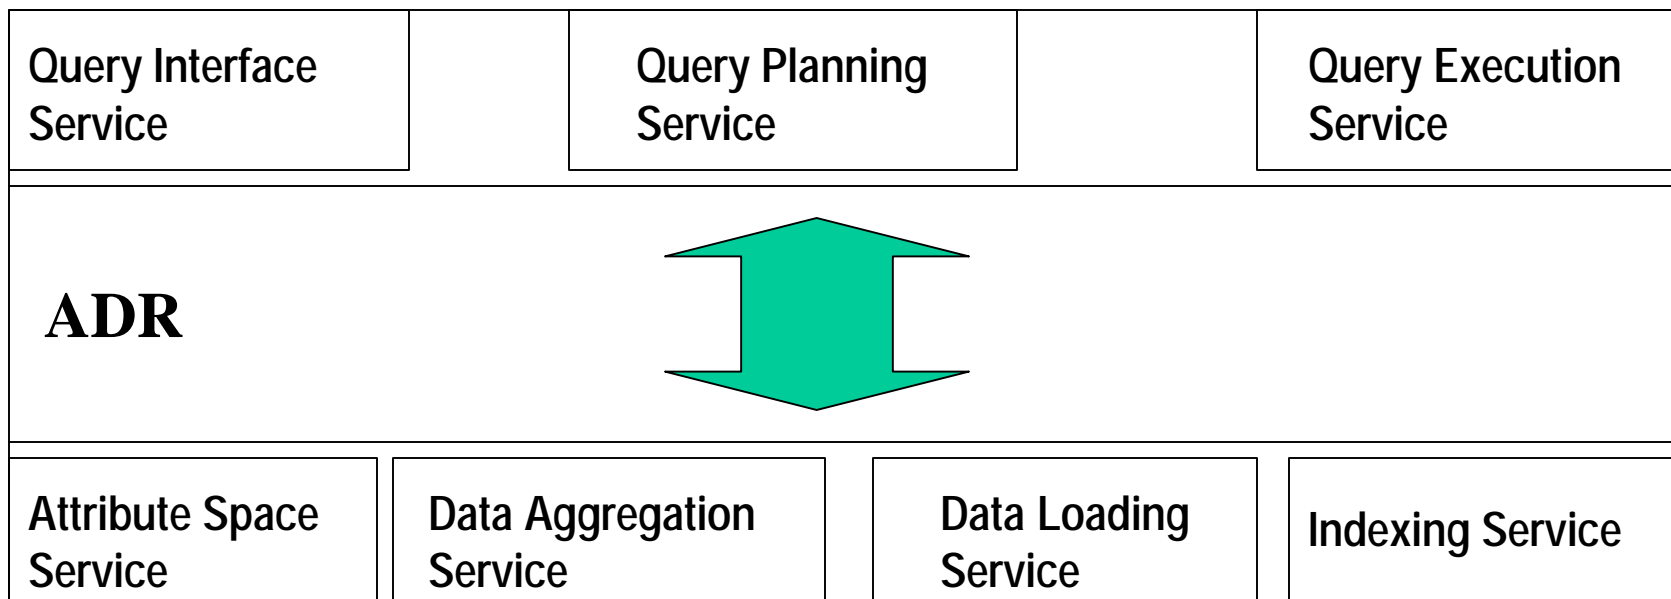 Query Interface
Service
Query Planning
Service
Query Execution
Service
ADR
Attribute Space
Service
Data Aggregation
Service
Data Loading
Service
Indexing Service